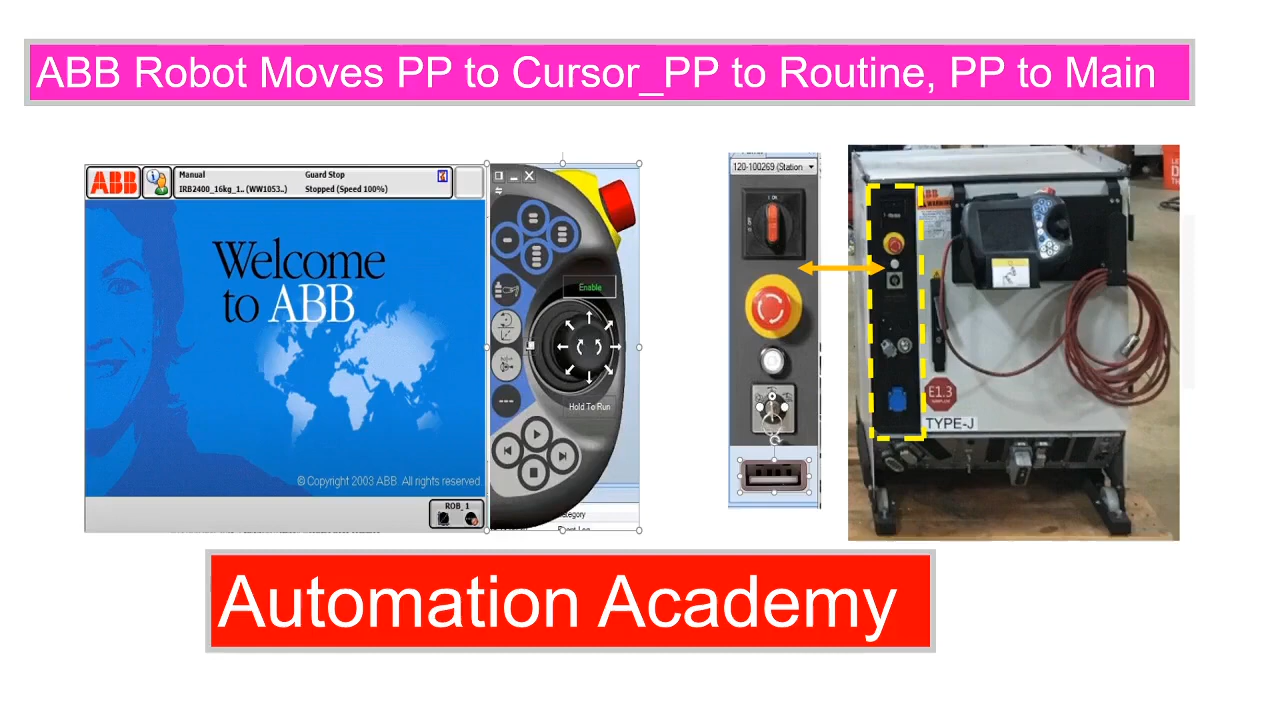 ABB Robot Moves PP to Cursor_PP to Routine, PP to Main
ABB
Manual
Guard Stop
IRB2400_16kg_1.. (WW1053..)
Stopped (Speed 100%)
Welcome
to ABB
© Copyright 2003 ABB. All rights reserved.
ROB_1
Enable
Hold To Run
120-100269 (Station
E1.3
TYPE-J
Automation Academy